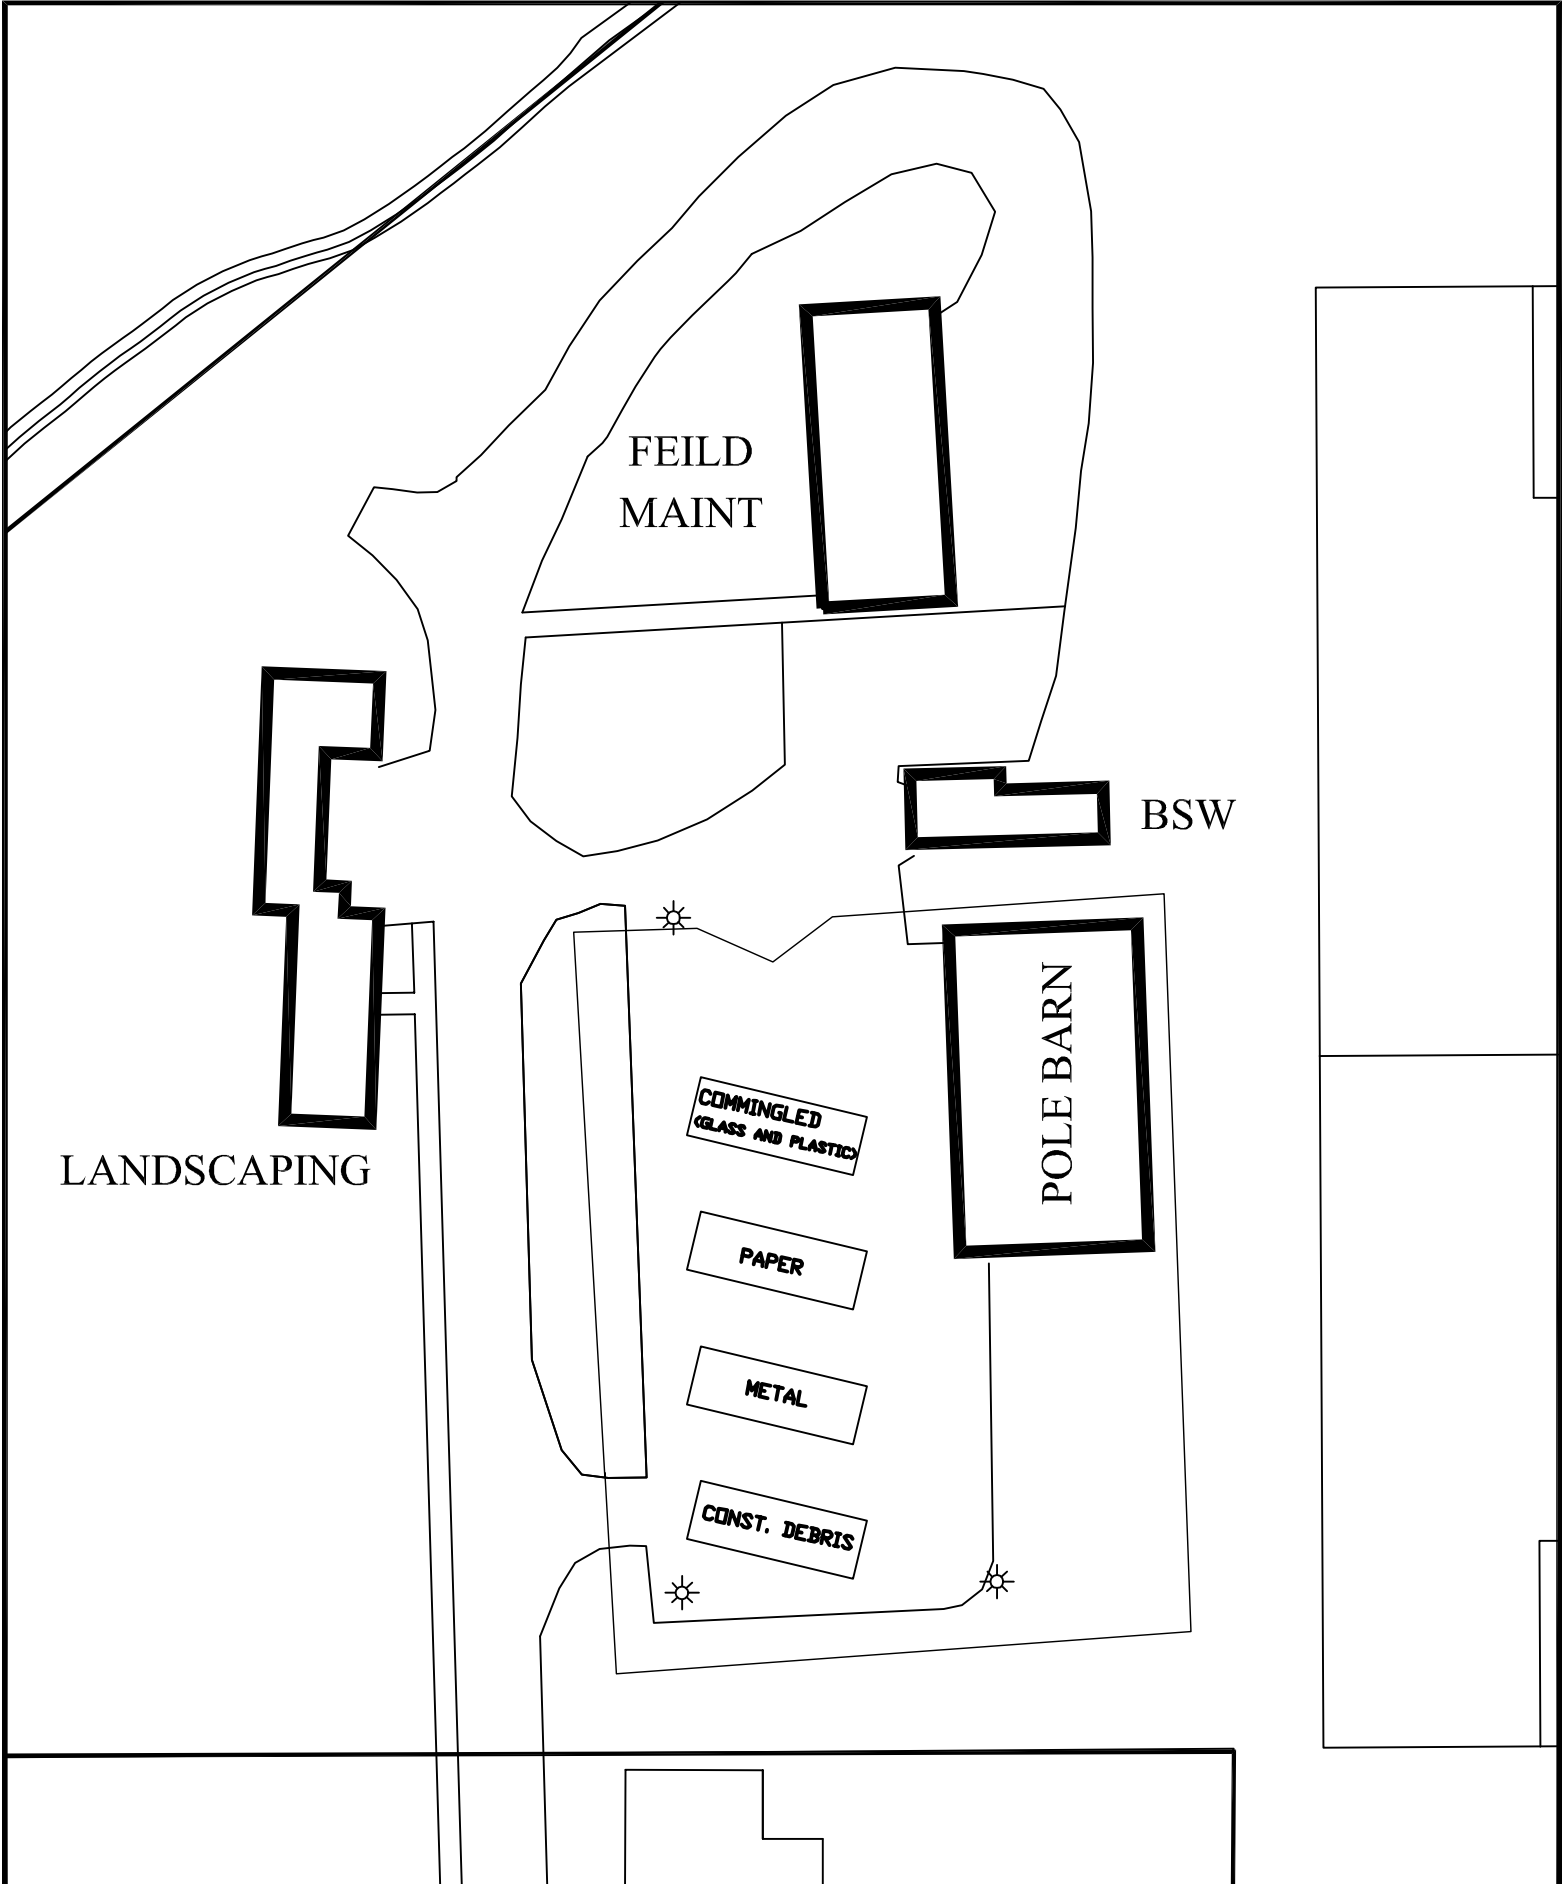 FEILD
MAINT
BSW
POLE BARN
COMMINGLED
(GLASS AND PLASTIC)
LANDSCAPING
PAPER
METAL
CONST. DEBRIS